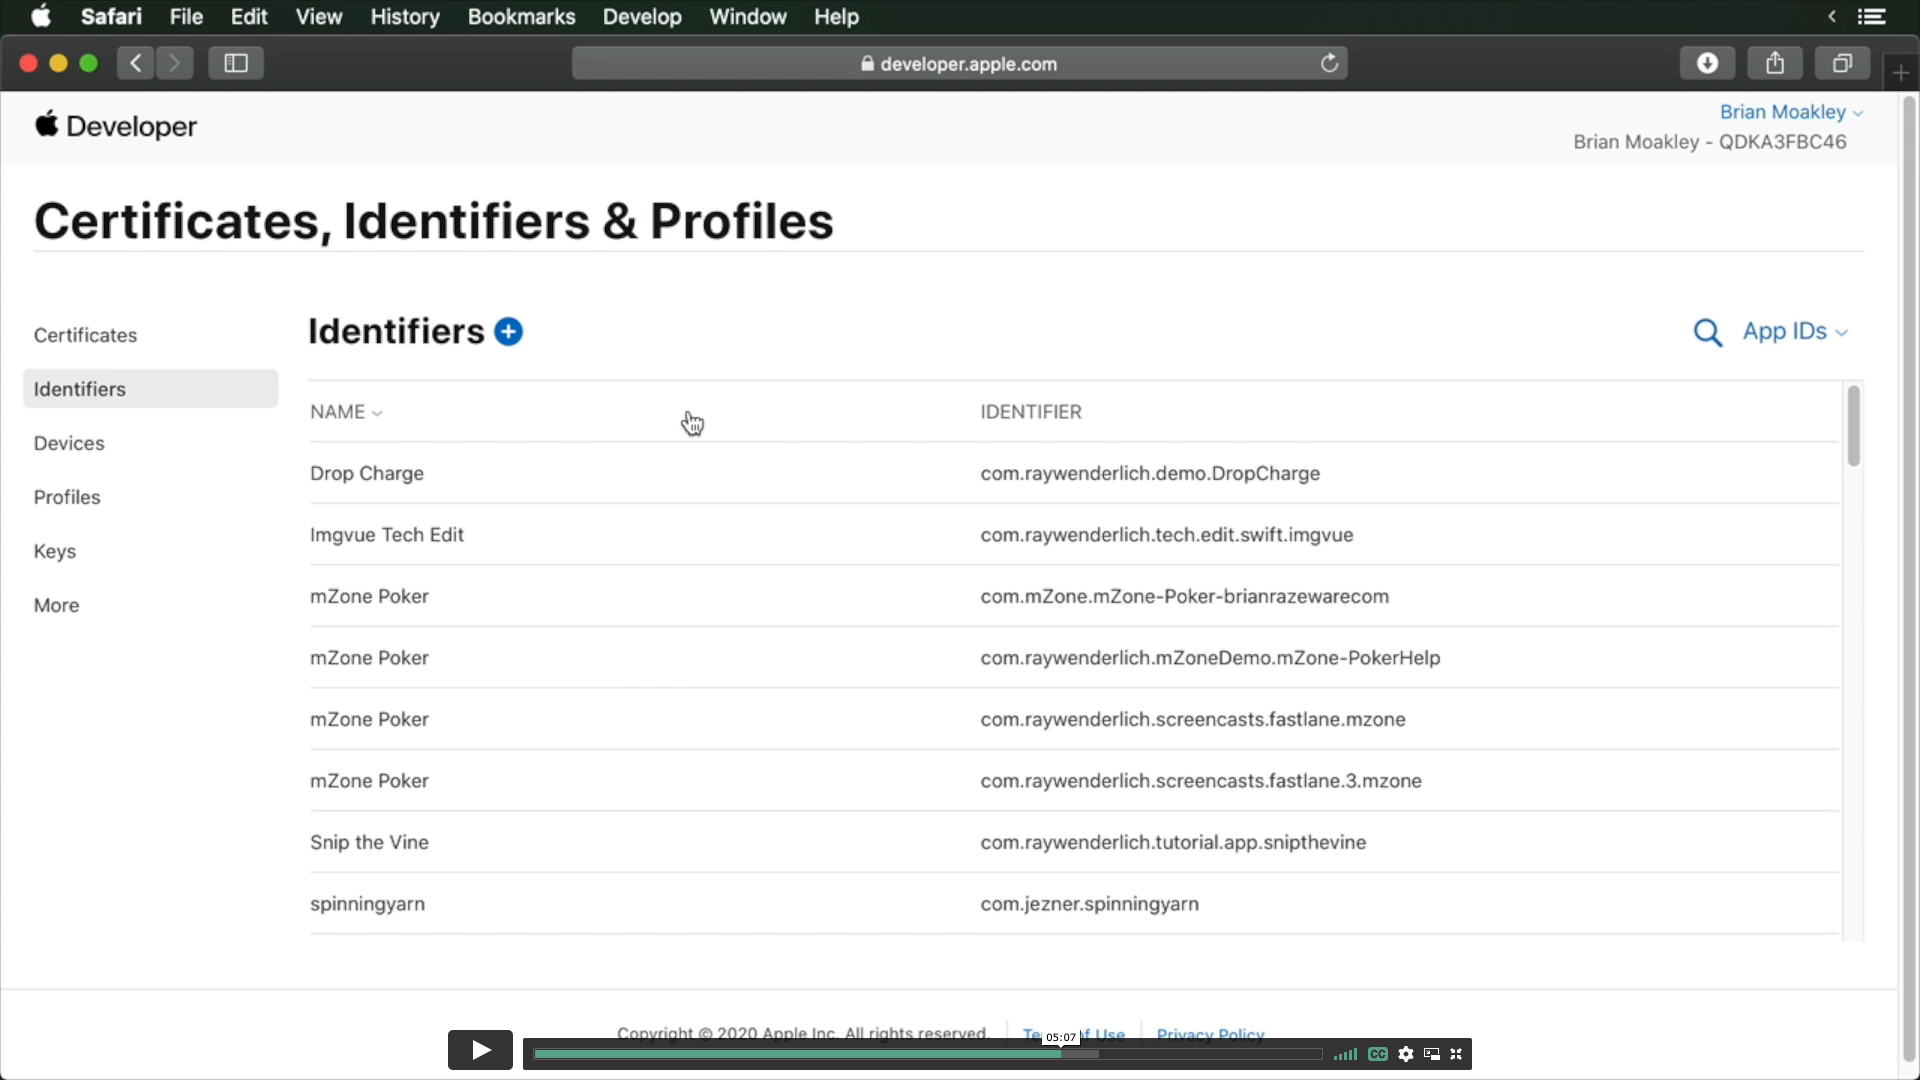 Safari File Edit View History Bookmarks Develop Window Help
developer.apple.com
Developer
Brian Moakley
Brian Moakley - QDKA3FBC46
Certificates, Identifiers & Profiles
Certificates
Identifiers
Devices
Profiles
Keys
More
Identifiers
App IDs
NAME IDENTIFIER
Drop Charge com.raywenderlich.demo.DropCharge
Imgvue Tech Edit com.raywenderlich.tech.edit.swift.imgvue
mZone Poker com.mZone.mZone-Poker-brianrazewarecom
mZone Poker com.raywenderlich.mZoneDemo.mZone-PokerHelp
mZone Poker com.raywenderlich.screencasts.fastlane.mzone
mZone Poker com.raywenderlich.screencasts.fastlane.3.mzone
Snip the Vine com.raywenderlich.tutorial.app.snipthevine
spinningyarn com.jezner.spinningyarn
Copyright © 2020 Apple Inc. All rights reserved. Use Privacy Policy
05:07
CC